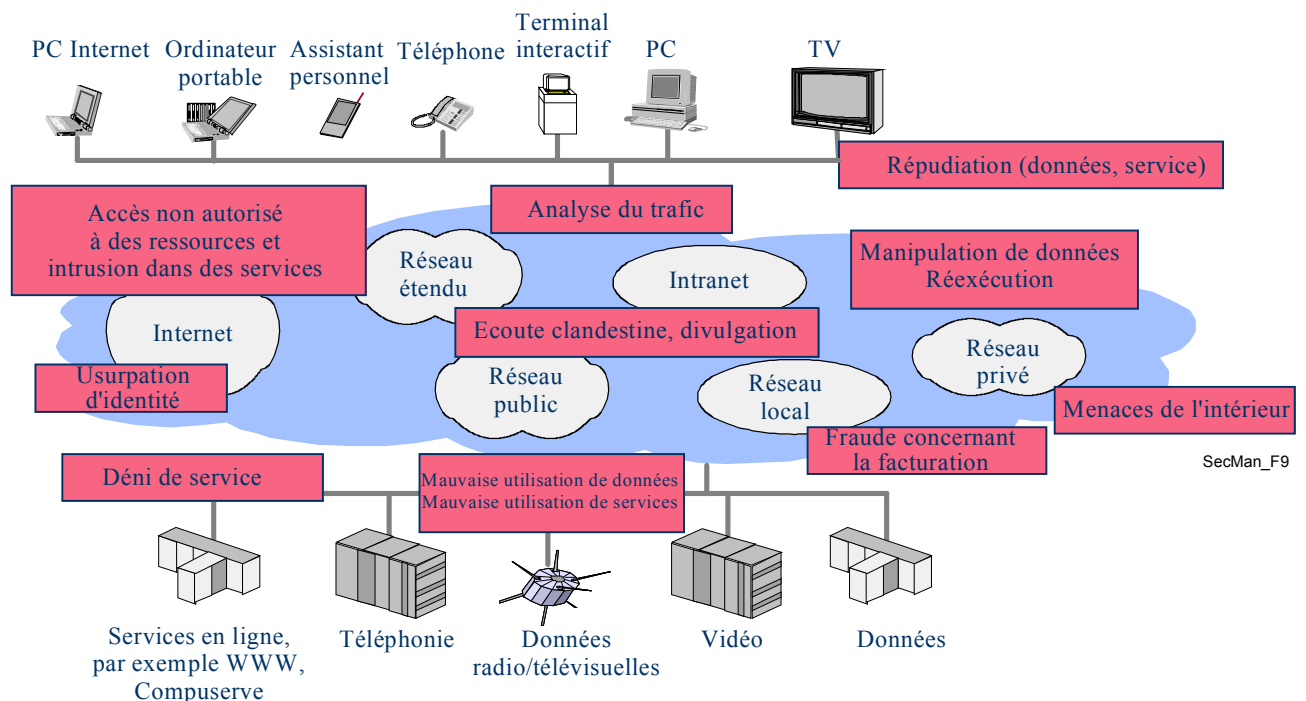 PC Internet
Ordinateur
portable
Assistant
personnel
Téléphone
Terminal
interactif
PC
TV
Répudiation (données, service)
Accès non autorisé
à des ressources et
intrusion dans des services
Analyse du trafic
Manipulation de données
Réexécution
Réseau
étendu
Intranet
Internet
Ecoute clandestine, divulgation
Réseau
privé
Usurpation
d'identité
Réseau
public
Réseau
local
Menaces de l'intérieur
Fraude concernant
la facturation
SecMan_F9
Déni de service
Mauvaise utilisation de données
Mauvaise utilisation de services
Services en ligne,
par exemple WWW,
Compuserve
Téléphonie
Données
radio/télévisuelles
Vidéo
Données